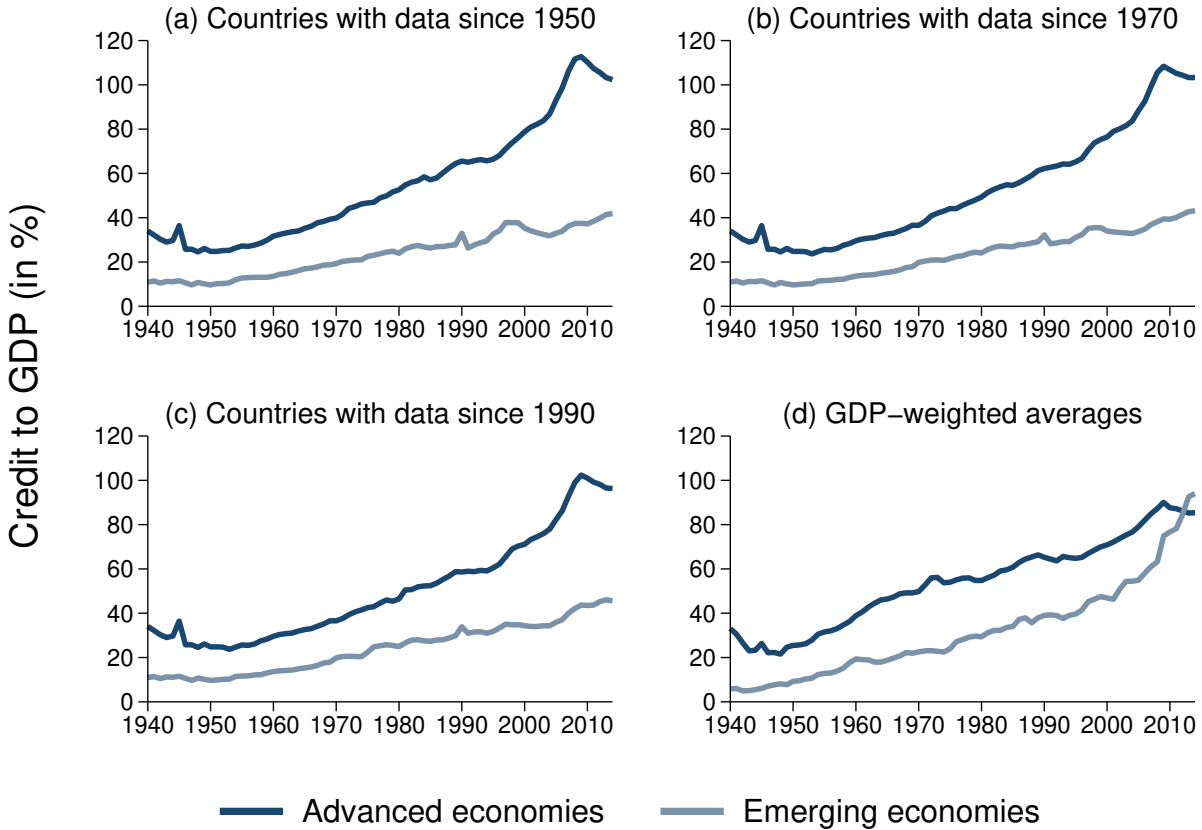 (a) Countries with data since 1950
120
100
80
60
40
20
0
1940 1950 1960 1970 1980 1990 2000 2010
(b) Countries with data since 1970
120
100
80
60
40
20
0
1940 1950 1960 1970 1980 1990 2000 2010
Credit to GDP (in %)
(c) Countries with data since 1990
120
100
80
60
40
20
0
1940 1950 1960 1970 1980 1990 2000 2010
(d) GDP−weighted averages
120
100
80
60
40
20
0
1940 1950 1960 1970 1980 1990 2000 2010
Advanced economies Emerging economies